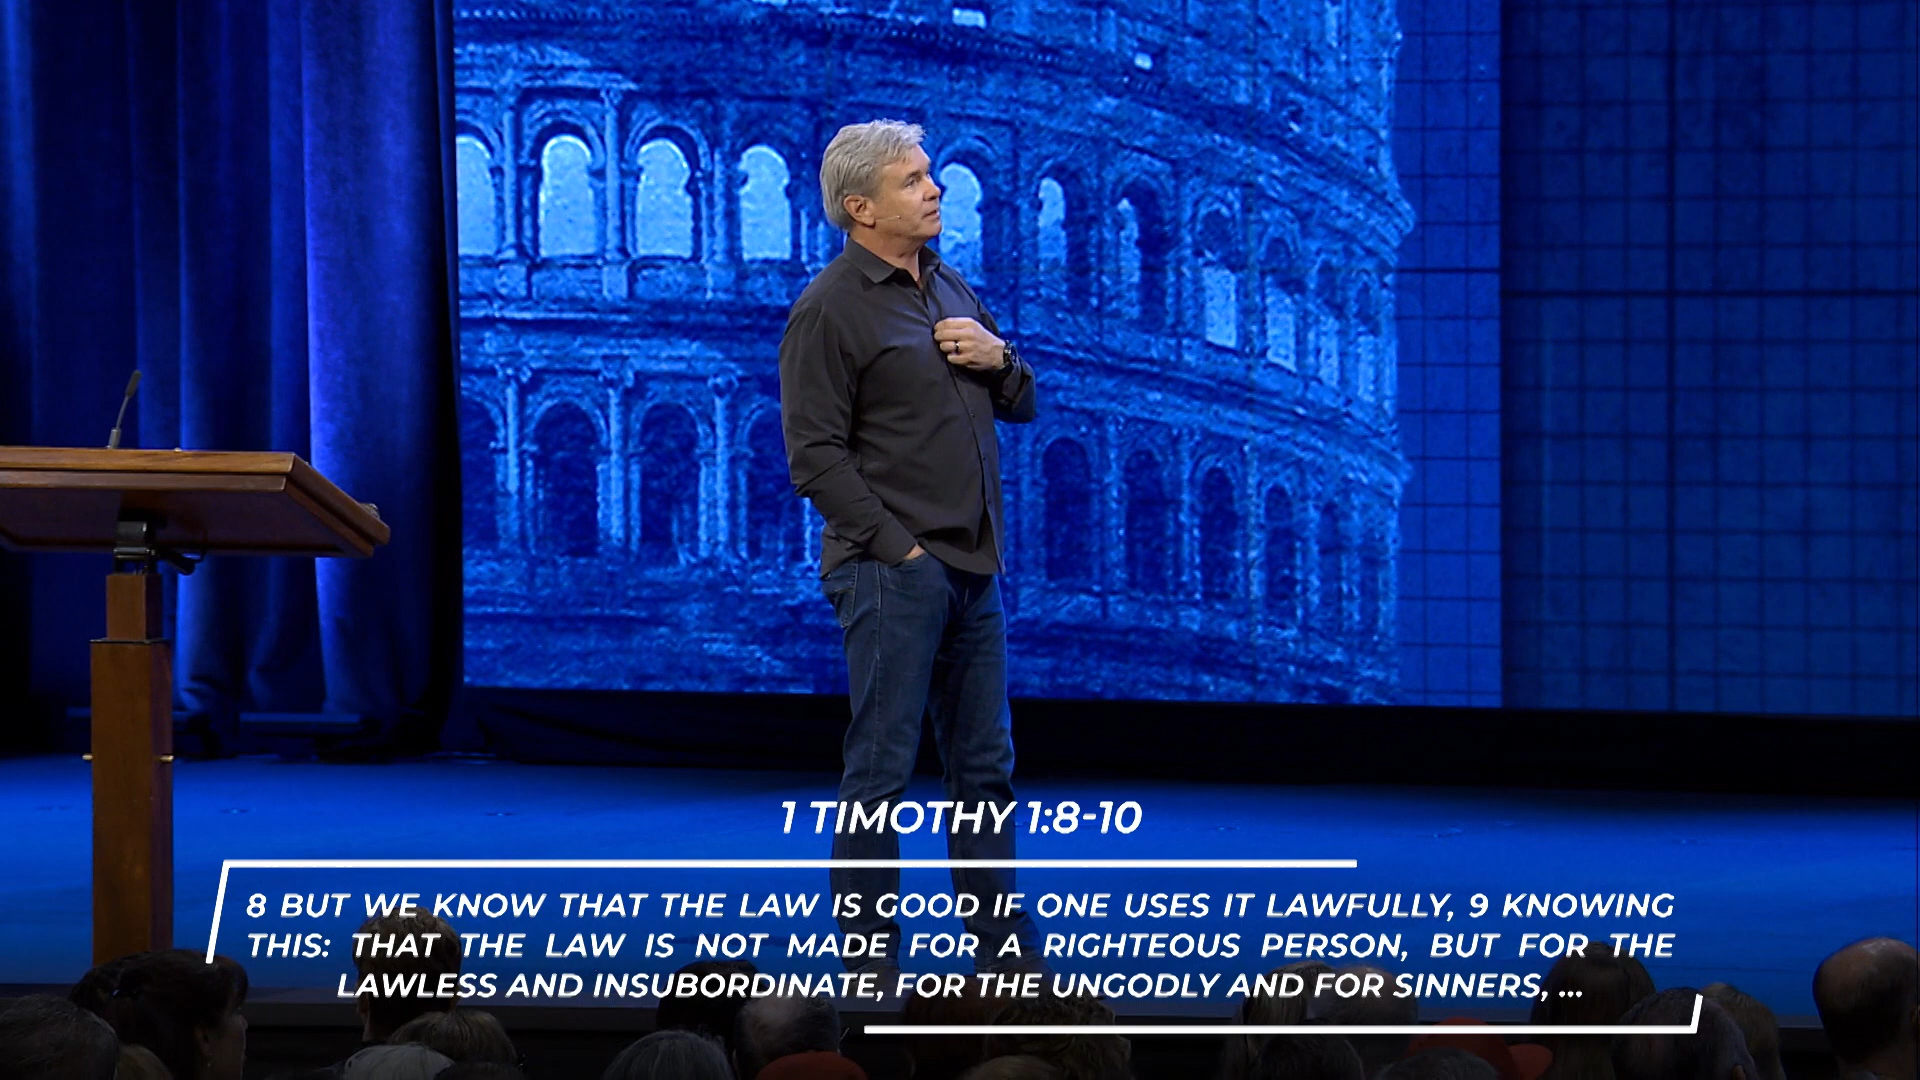 1 TIMOTHY 1:8-10
8 BUT WE KNOW THAT THE LAW IS GOOD IF ONE USES IT LAWFULLY, 9 KNOWING
THIS: THAT THE LAW IS NOT MADE FOR A RIGHTEOUS PERSON, BUT FOR THE
LAWLESS AND INSUBORDINATE, FOR THE UNGODLY AND FOR SINNERS, ...